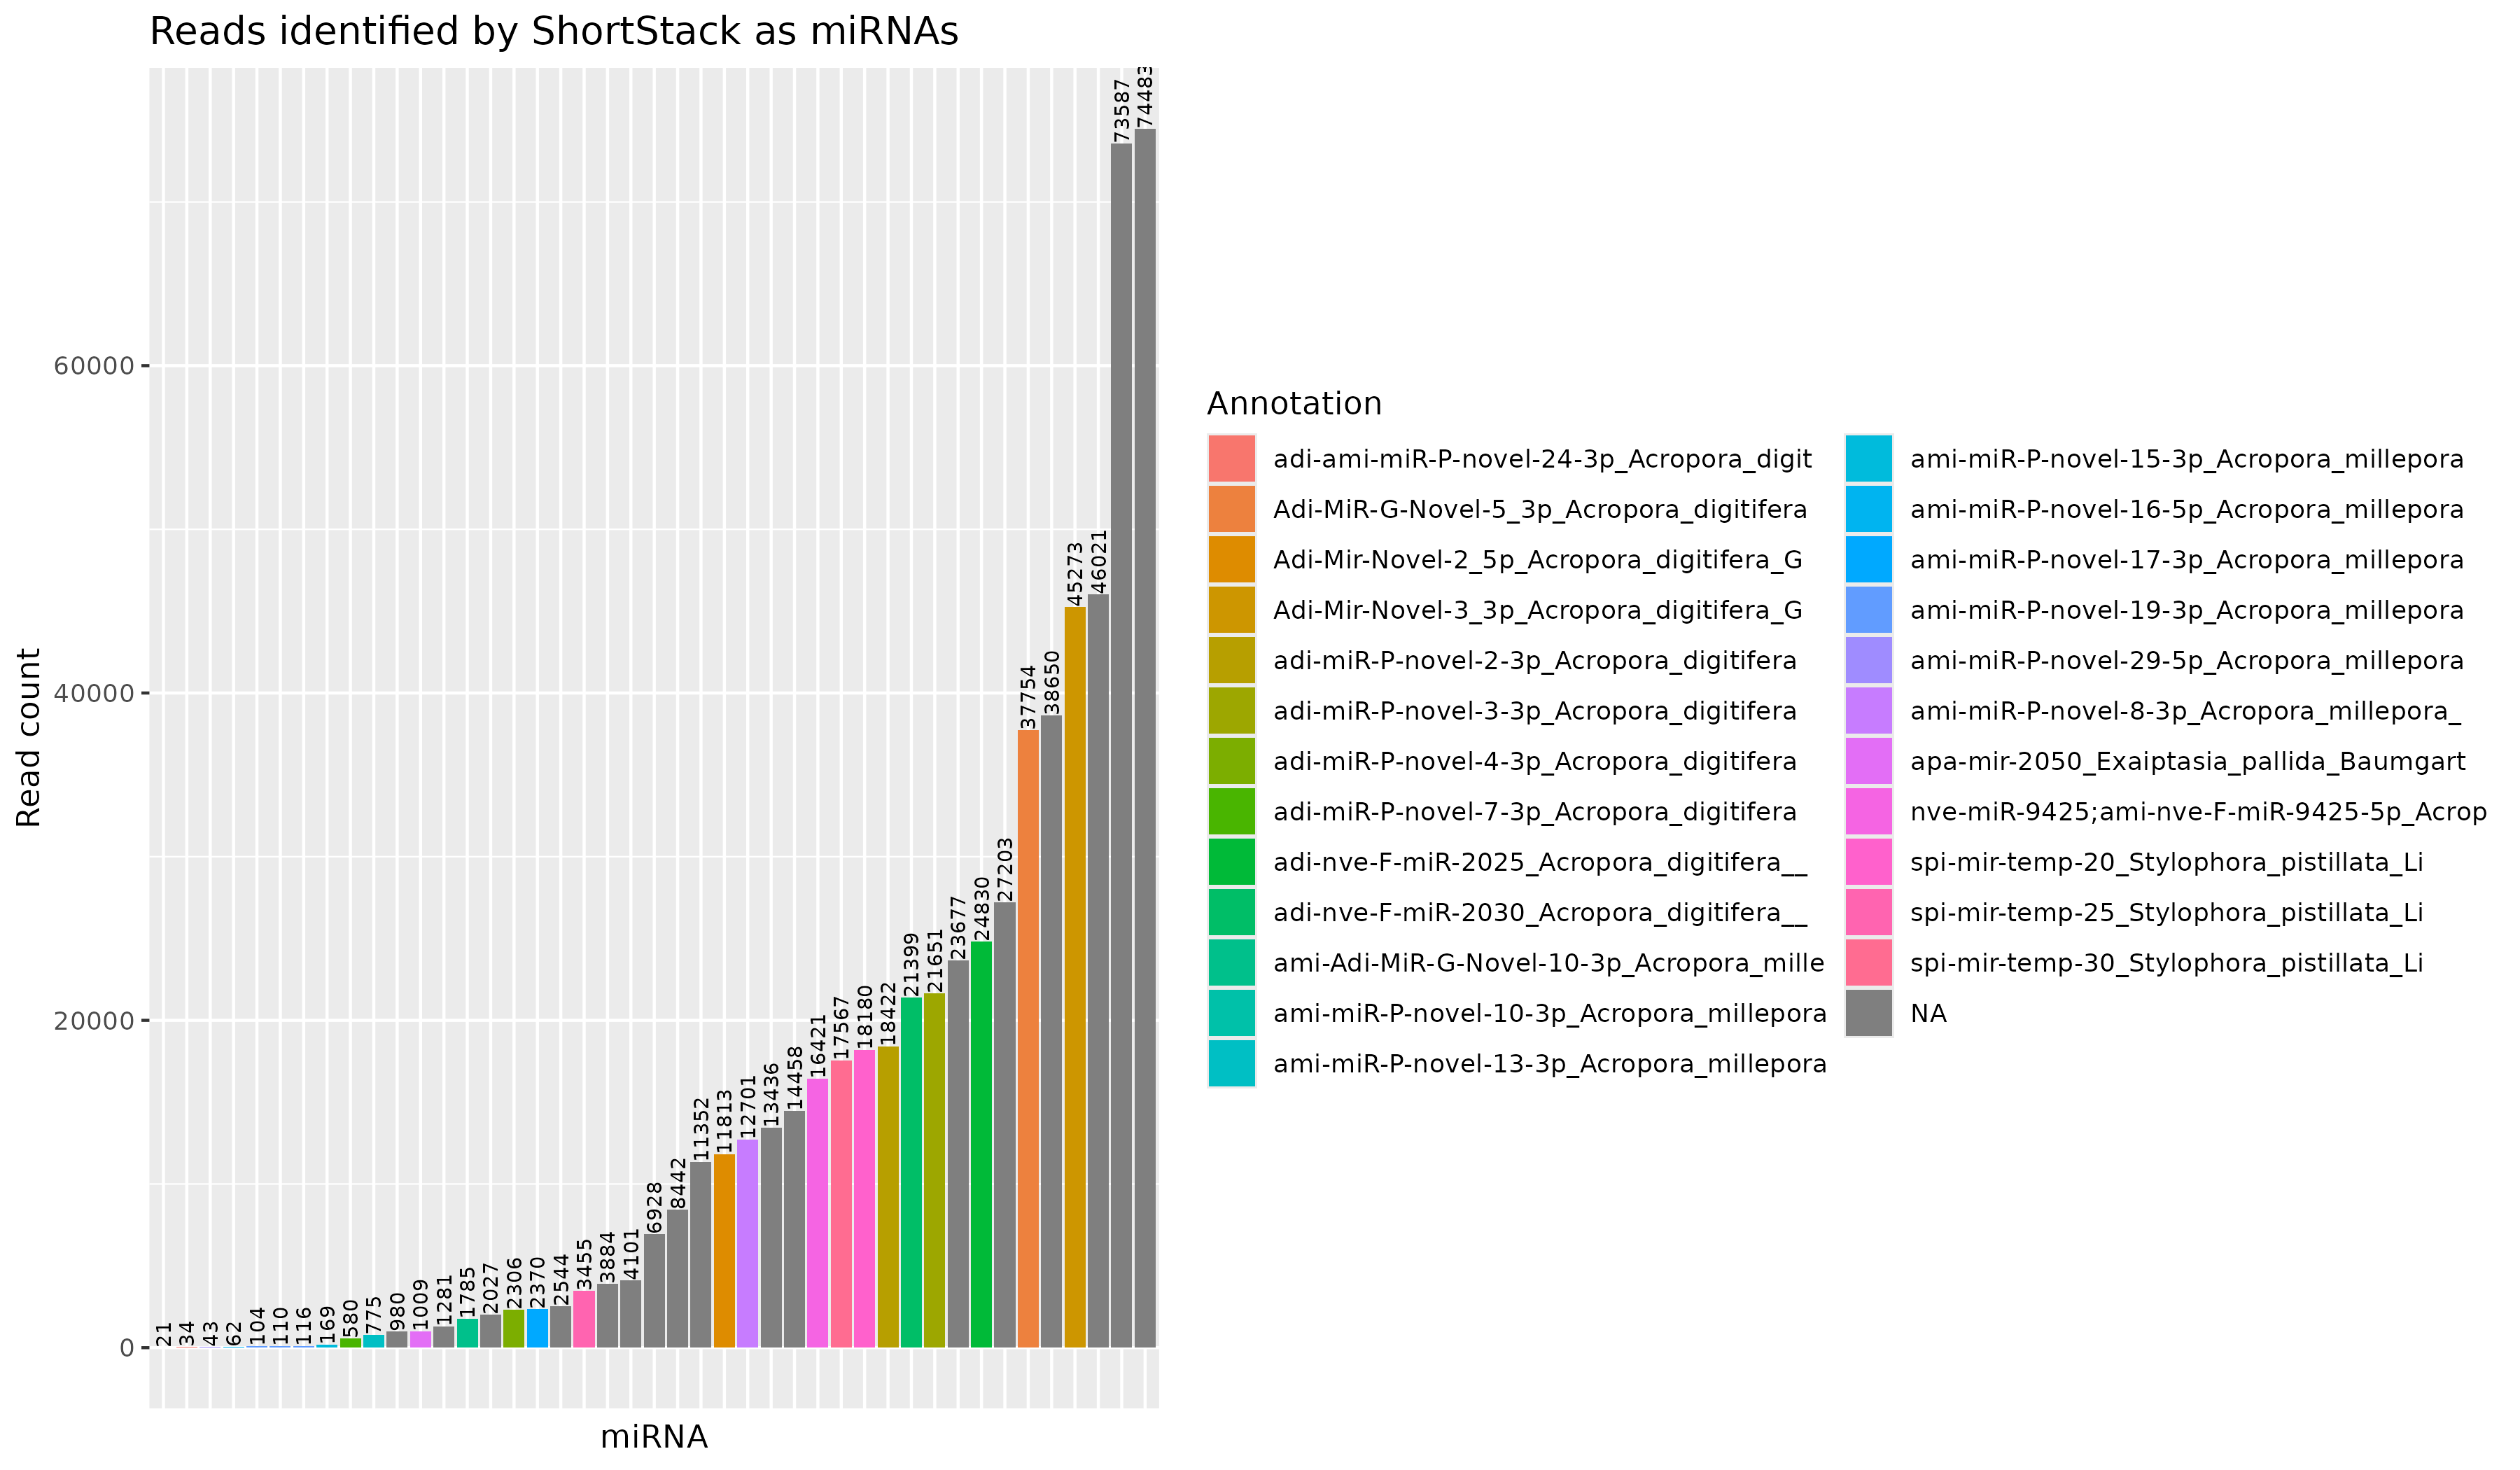 Reads identified by ShortStack as miRNAs
Read count
60000
40000
20000
0
21
34
43
62
104
110
116
169
580
775
980
1009
1281
1785
2027
2306
2370
2544
3455
3884
4101
6928
8442
11352
11813
12701
13436
14458
16421
17567
18180
18422
21399
21651
23677
24830
27203
37754
38650
45273
46021
73587
74483
miRNA
Annotation
adi-ami-miR-P-novel-24-3p_Acropora_digit
Adi-MiR-G-Novel-5_3p_Acropora_digitifera
Adi-Mir-Novel-2_5p_Acropora_digitifera_G
Adi-Mir-Novel-3_3p_Acropora_digitifera_G
adi-miR-P-novel-2-3p_Acropora_digitifera
adi-miR-P-novel-3-3p_Acropora_digitifera
adi-miR-P-novel-4-3p_Acropora_digitifera
adi-miR-P-novel-7-3p_Acropora_digitifera
adi-nve-F-miR-2025_Acropora_digitifera__
adi-nve-F-miR-2030_Acropora_digitifera__
ami-Adi-MiR-G-Novel-10-3p_Acropora_mille
ami-miR-P-novel-10-3p_Acropora_millepora
ami-miR-P-novel-13-3p_Acropora_millepora
ami-miR-P-novel-15-3p_Acropora_millepora
ami-miR-P-novel-16-5p_Acropora_millepora
ami-miR-P-novel-17-3p_Acropora_millepora
ami-miR-P-novel-19-3p_Acropora_millepora
ami-miR-P-novel-29-5p_Acropora_millepora
ami-miR-P-novel-8-3p_Acropora_millepora_
apa-mir-2050_Exaiptasia_pallida_Baumgart
nve-miR-9425;ami-nve-F-miR-9425-5p_Acrop
spi-mir-temp-20_Stylophora_pistillata_Li
spi-mir-temp-25_Stylophora_pistillata_Li
spi-mir-temp-30_Stylophora_pistillata_Li
NA